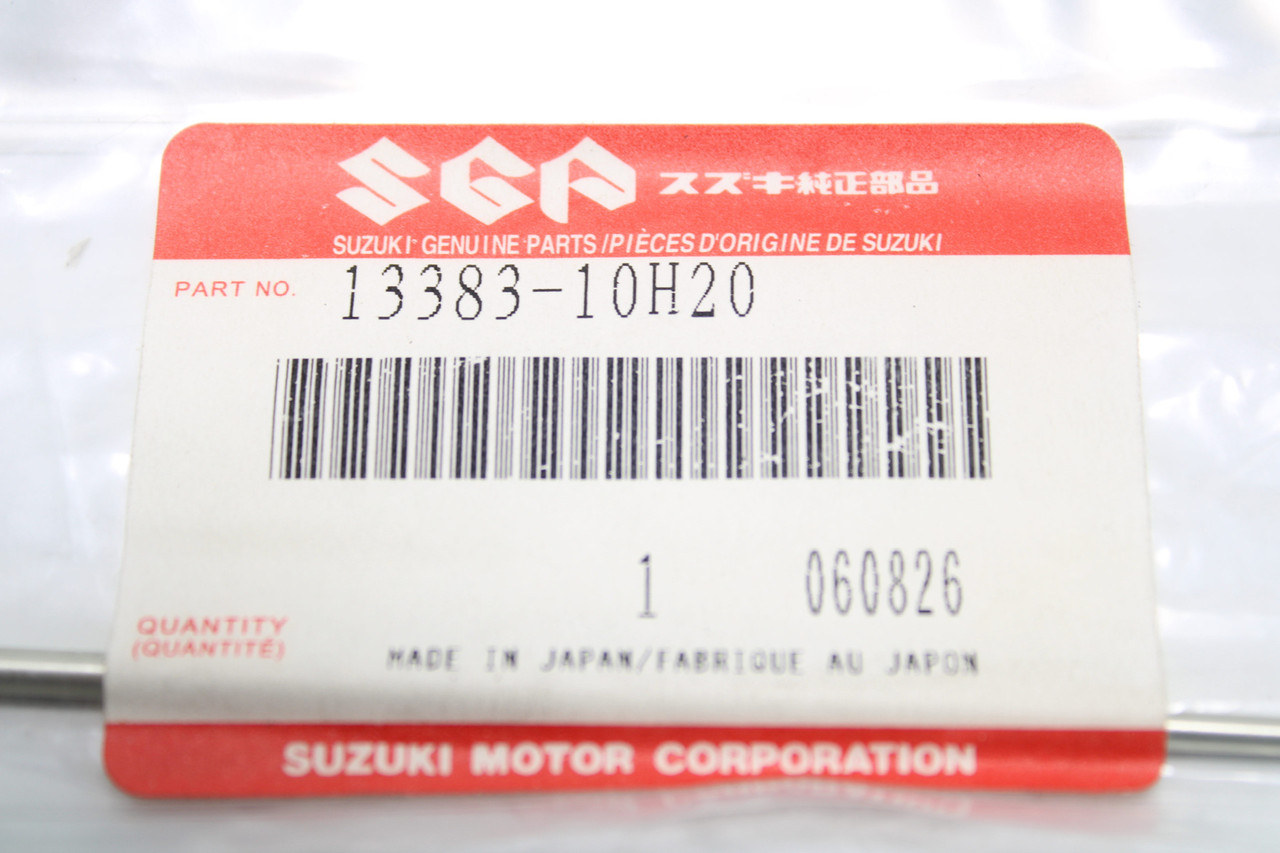 SGP スズキ純正部品
SUZUKI GENUINE PARTS/PIÈCES D'ORIGINE DE SUZUKI
PART NO. 13383-10H20
1 060826
QUANTITY
(QUANTITÉ)
MADE IN JAPAN/FABRIQUE AU JAPON
SUZUKI MOTOR CORPORATION